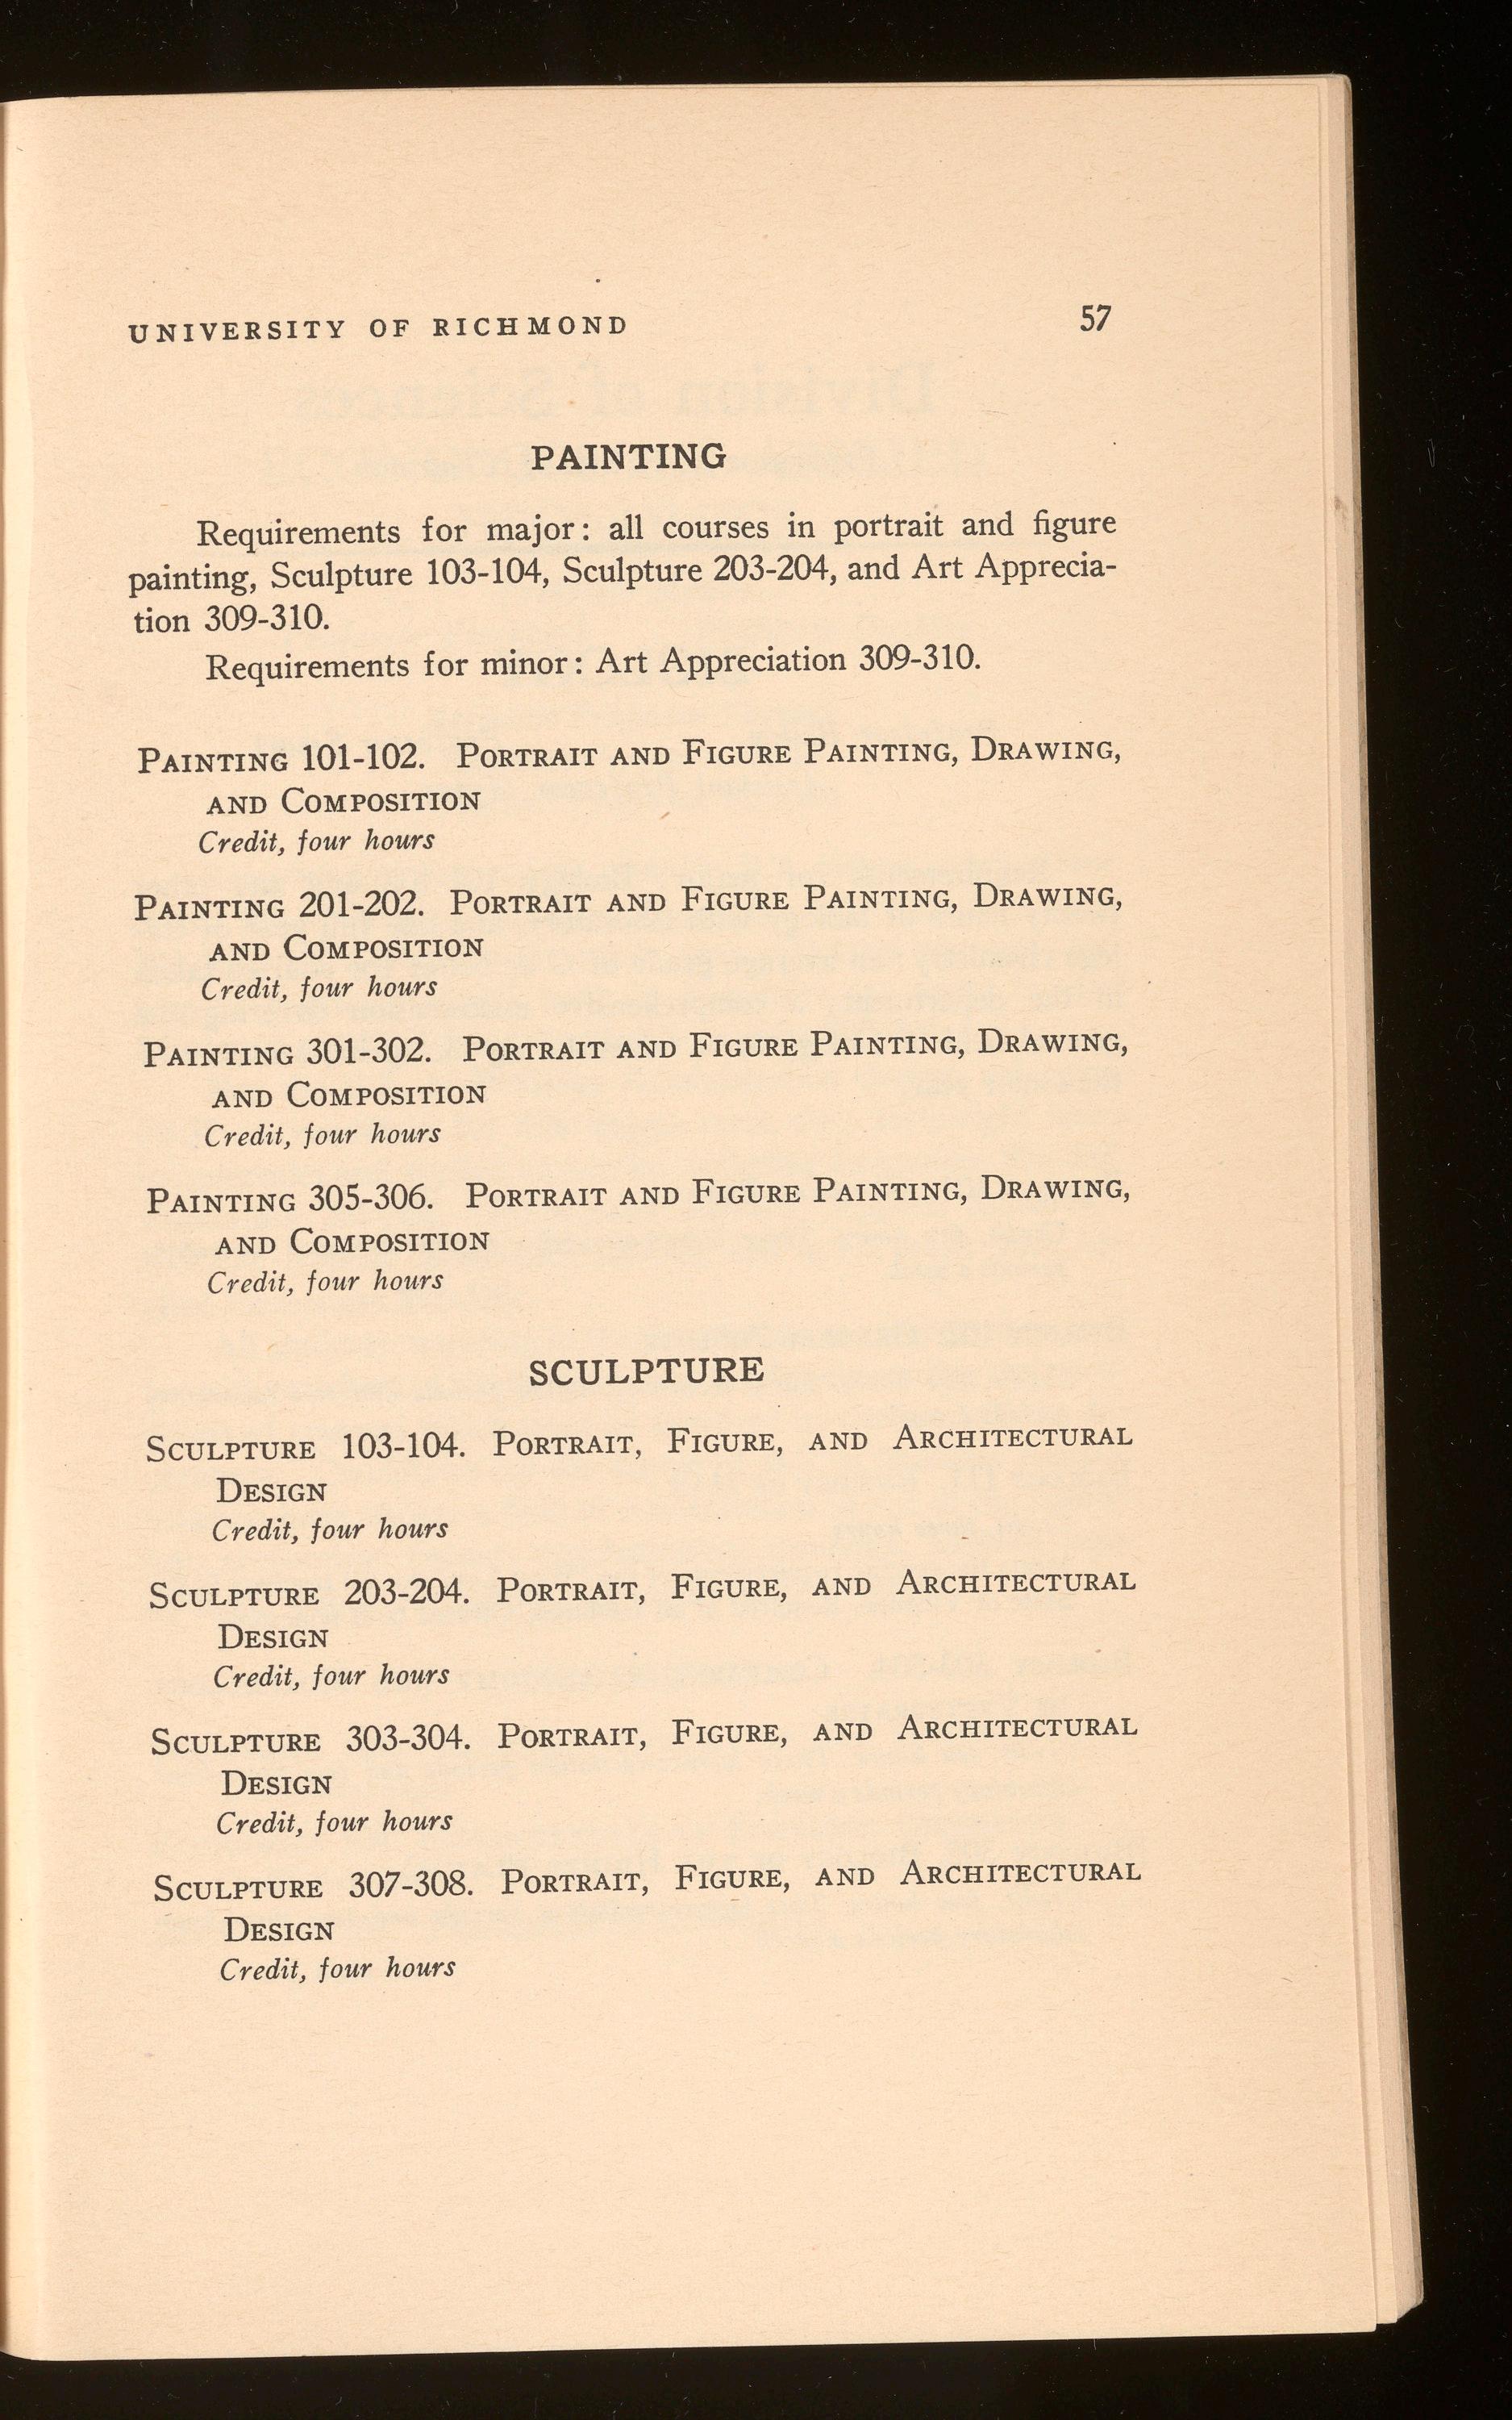 UNIVERSITY OF RICHMOND 57
PAINTING
Requirements for major: all courses in portrait and figure
painting, Sculpture 103-104, Sculpture 203-204, and Art Apprecia-
tion 309-310.
Requirements for minor: Art Appreciation 309-310.
PAINTING 101-102. PORTRAIT AND FIGURE PAINTING, DRAWING,
AND COMPOSITION
Credit, four hours
PAINTING 201-202. PORTRAIT AND FIGURE PAINTING, DRAWING,
AND COMPOSITION
Credit, four hours
PAINTING 301-302. PORTRAIT AND FIGURE PAINTING, DRAWING,
AND COMPOSITION
Credit, four hours
PAINTING 305-306. PORTRAIT AND FIGURE PAINTING, DRAWING,
AND COMPOSITION
Credit, four hours
SCULPTURE
SCULPTURE 103-104. PORTRAIT, FIGURE, AND ARCHITECTURAL
DESIGN
Credit, four hours
SCULPTURE 203-204. PORTRAIT, FIGURE, AND ARCHITECTURAL
DESIGN
Credit, four hours
SCULPTURE 303-304. PORTRAIT, FIGURE, AND ARCHITECTURAL
DESIGN
Credit, four hours
SCULPTURE 307-308. PORTRAIT, FIGURE, AND ARCHITECTURAL
DESIGN
Credit, four hours